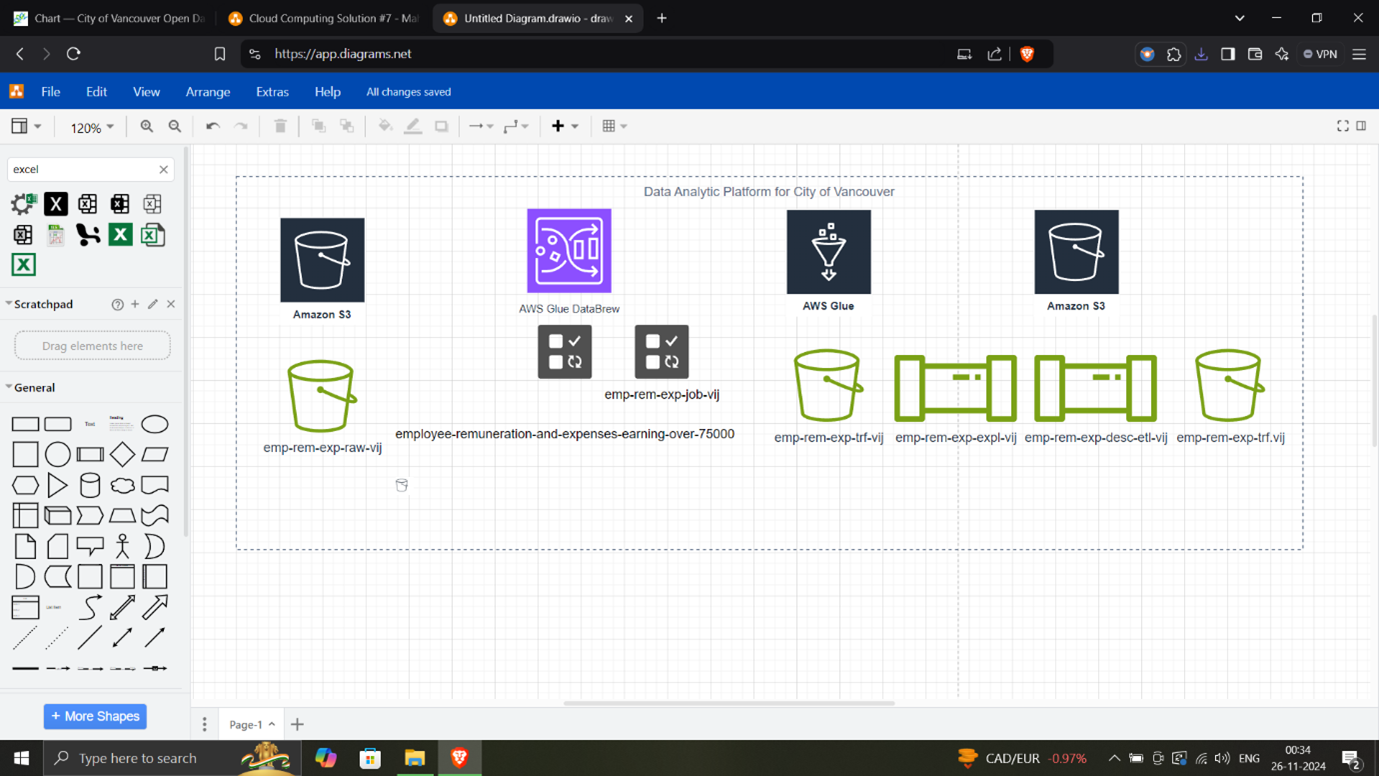 Chart — City of Vancouver Open Da
Cloud Computing Solution #7 - Mal
Untitled Diagram.drawio - draw
https://app.diagrams.net
VPN
File
Edit
View
Arrange
Extras
Help
All changes saved
120%
excel
Scratchpad
Drag elements here
General
Text
Heading
List Item
+ More Shapes
Data Analytic Platform for City of Vancouver
Amazon S3
AWS Glue DataBrew
AWS Glue
Amazon S3
emp-rem-exp-job-vij
employee-remuneration-and-expenses-earning-over-75000
emp-rem-exp-raw-vij
emp-rem-exp-trf-vij
emp-rem-exp-expl-vij
emp-rem-exp-desc-etl-vij
emp-rem-exp-trf.vij
Page-1
Type here to search
CAD/EUR -0.97%
ENG
00:34
26-11-2024
2